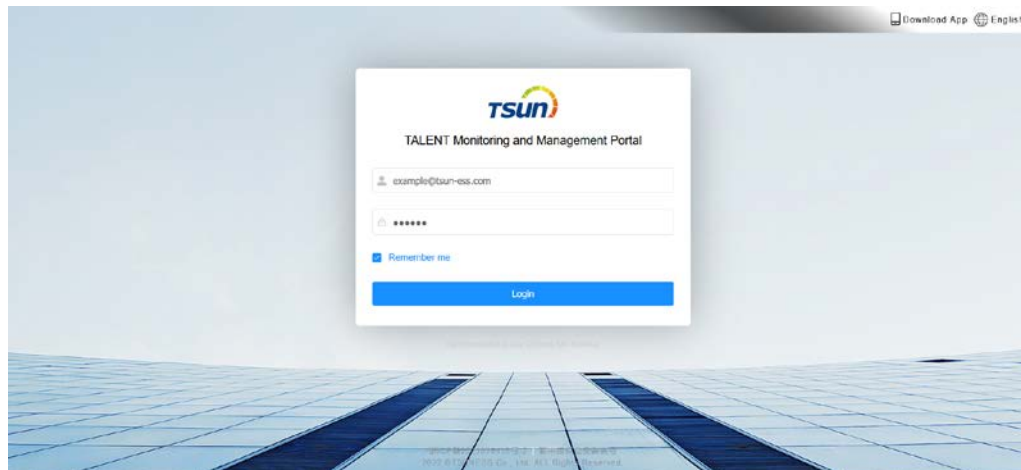 Download App English
TSUN
TALENT Monitoring and Management Portal
example@tsun-ess.com
Remember me
Login